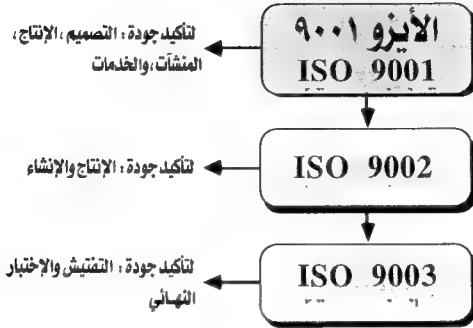 الأيزو ٩٠٠١
ISO 9001
لتأكيد جودة : التصميم ، الإنتاج ،
المنشآت ، والخدمات
ISO 9002
لتأكيد جودة : الإنتاج والإنشاء
ISO 9003
لتأكيد جودة : التفتيش والإختبار
النهائي